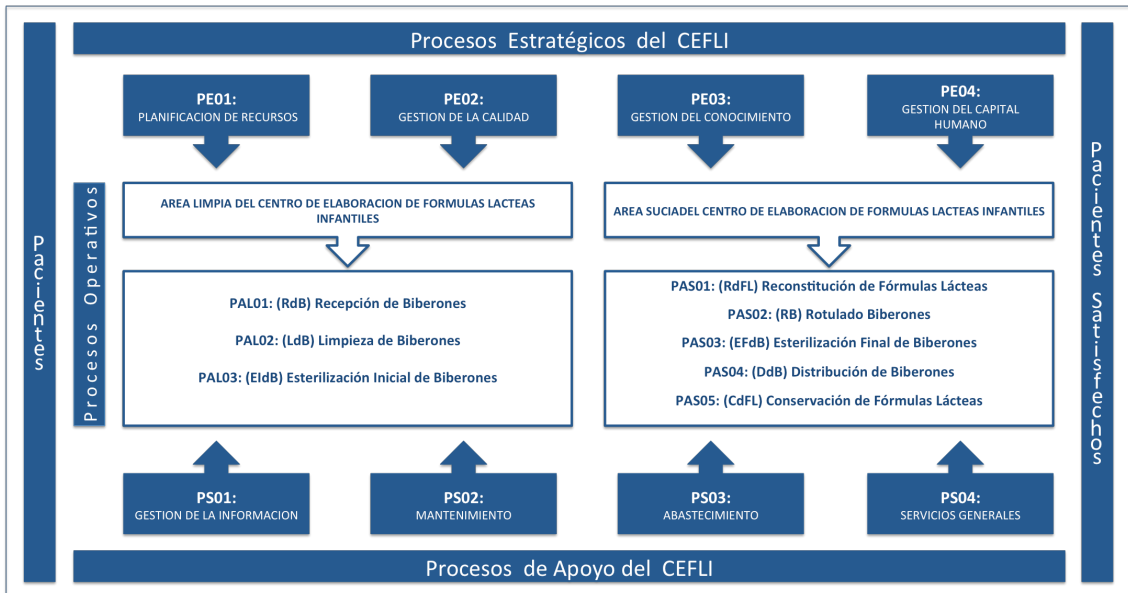 Procesos Estratégicos del CEFLI
PE01:
PLANIFICACION DE RECURSOS
PE02:
GESTION DE LA CALIDAD
PE03:
GESTION DEL CONOCIMIENTO
PE04:
GESTION DEL CAPITAL
HUMANO
Pacientes
Procesos Operativos
AREA LIMPIA DEL CENTRO DE ELABORACION DE FORMULAS LACTEAS
INFANTILES
PAL01: (RdB) Recepción de Biberones
PAL02: (LdB) Limpieza de Biberones
PAL03: (EIdB) Esterilización Inicial de Biberones
AREA SUCIADEL CENTRO DE ELABORACION DE FORMULAS LACTEAS INFANTILES
PAS01: (RdFL) Reconstitución de Fórmulas Lácteas
PAS02: (RB) Rotulado Biberones
PAS03: (EFdB) Esterilización Final de Biberones
PAS04: (DdB) Distribución de Biberones
PAS05: (CdFL) Conservación de Fórmulas Lácteas
Pacientes Satisfechos
PS01:
GESTION DE LA INFORMACION
PS02:
MANTENIMIENTO
PS03:
ABASTECIMIENTO
PS04:
SERVICIOS GENERALES
Procesos de Apoyo del CEFLI